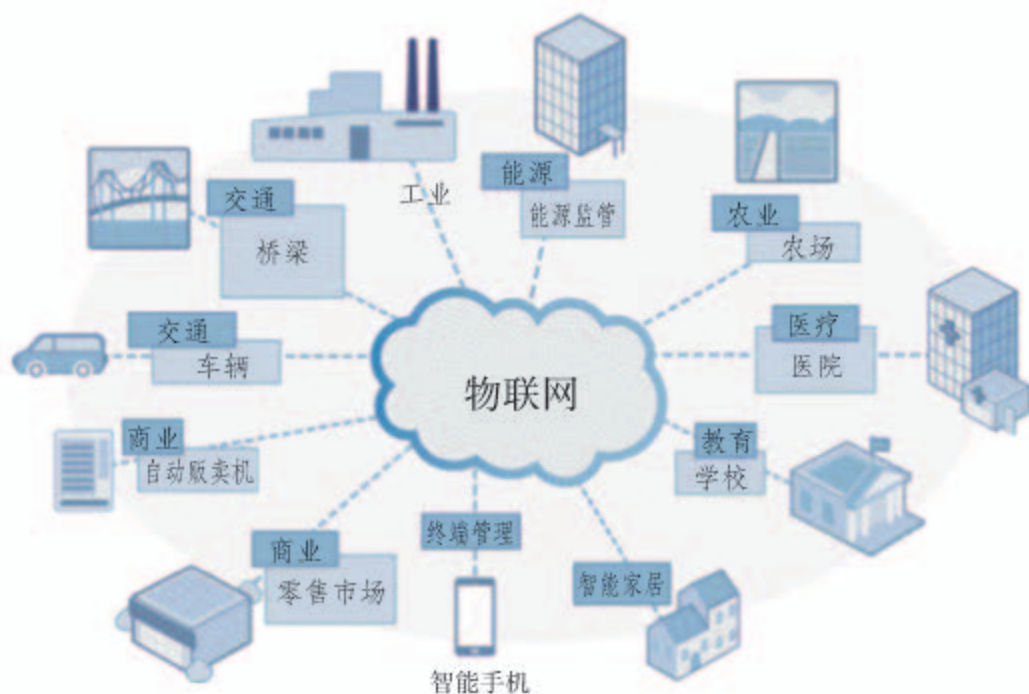 能源
工业
能源监管
交通
桥梁
农业
农场
交通
车辆
医疗
医院
物联网
商业
自动贩卖机
教育
学校
终端管理
商业
零售市场
智能家居
智能手机